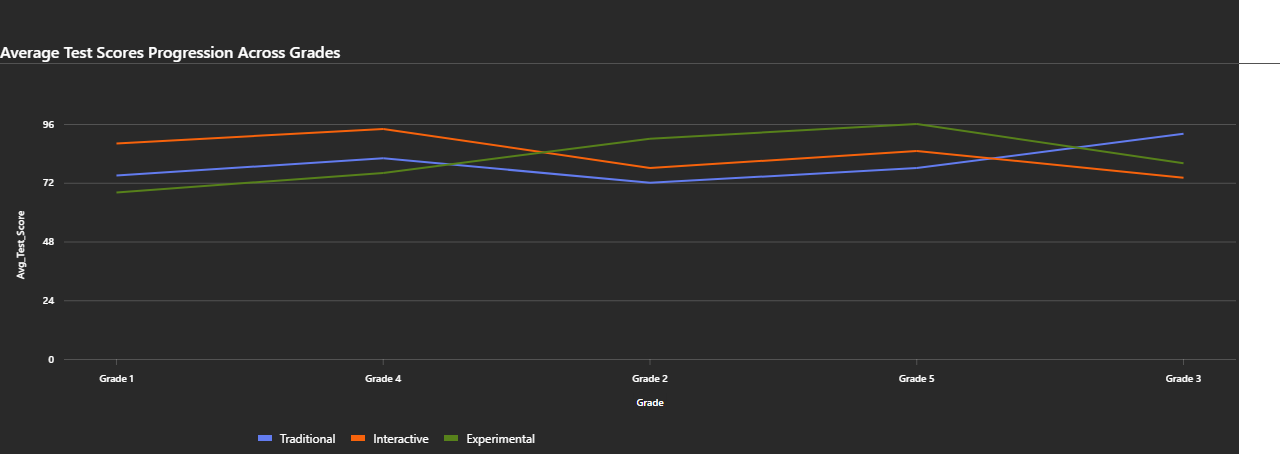 Average Test Scores Progression Across Grades
96
72
48
24
0
Avg_Test_Score
Grade 1 Grade 4 Grade 2 Grade 5 Grade 3
Grade
Traditional Interactive Experimental